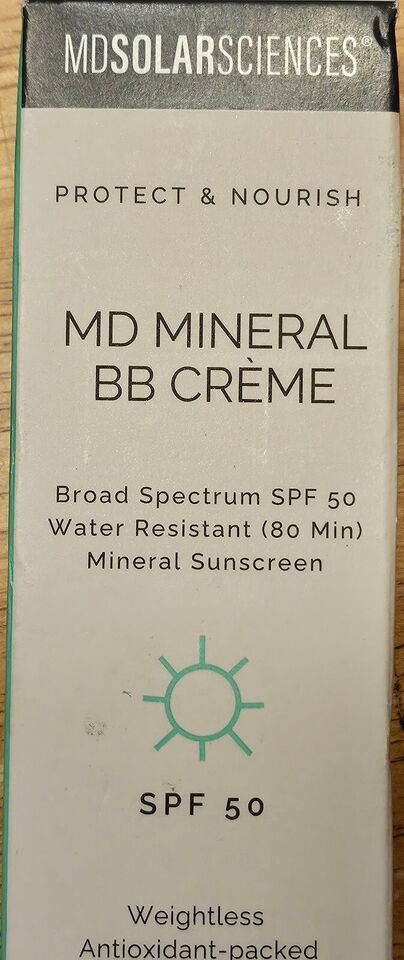 MDSOLARSCIENCES®
PROTECT & NOURISH
MD MINERAL
BB CRÈME
Broad Spectrum SPF 50
Water Resistant (80 Min)
Mineral Sunscreen
SPF 50
Weightless
Antioxidant-packed